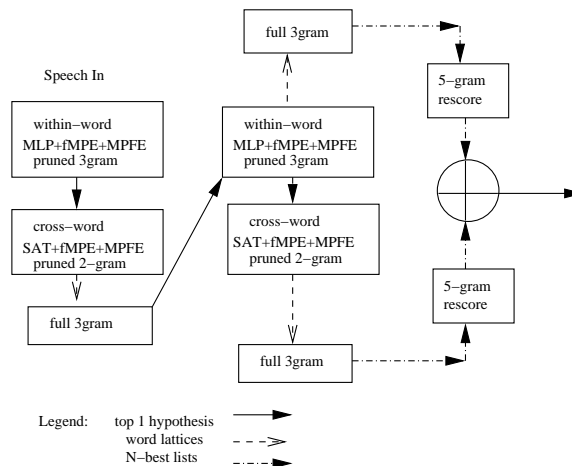 Speech In
within−word
MLP+fMPE+MPFE
pruned 3gram
cross−word
SAT+fMPE+MPFE
pruned 2−gram
full 3gram
full 3gram
within−word
MLP+fMPE+MPFE
pruned 3gram
cross−word
SAT+fMPE+MPFE
pruned 2−gram
full 3gram
5−gram
rescore
5−gram
rescore
Legend: top 1 hypothesis
word lattices
N−best lists